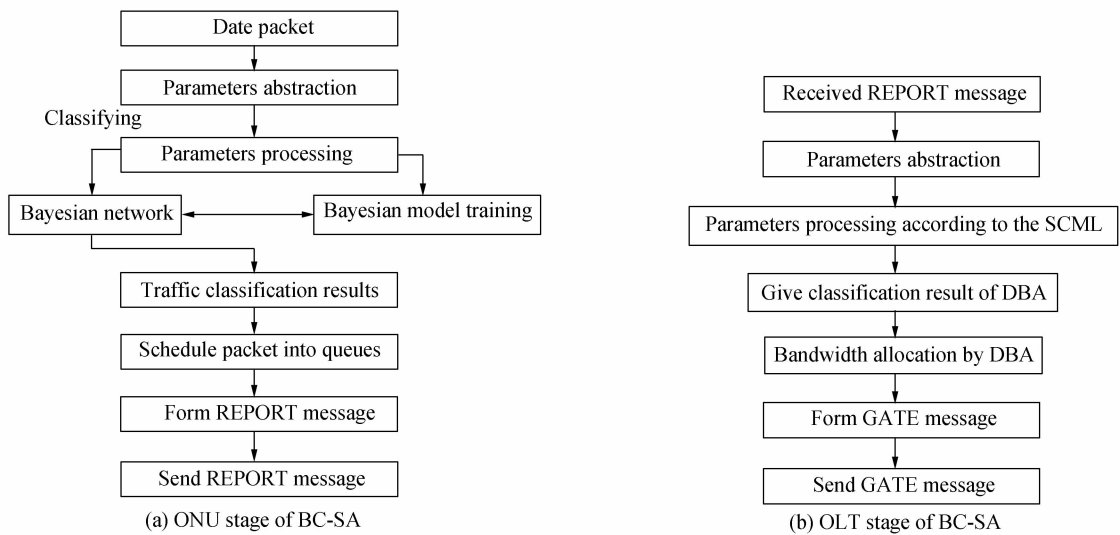 Date packet
Parameters abstraction
Classifying
Parameters processing
Bayesian network
Bayesian model training
Traffic classification results
Schedule packet into queues
Form REPORT message
Send REPORT message
(a) ONU stage of BC-SA
Received REPORT message
Parameters abstraction
Parameters processing according to the SCML
Give classification result of DBA
Bandwidth allocation by DBA
Form GATE message
Send GATE message
(b) OLT stage of BC-SA